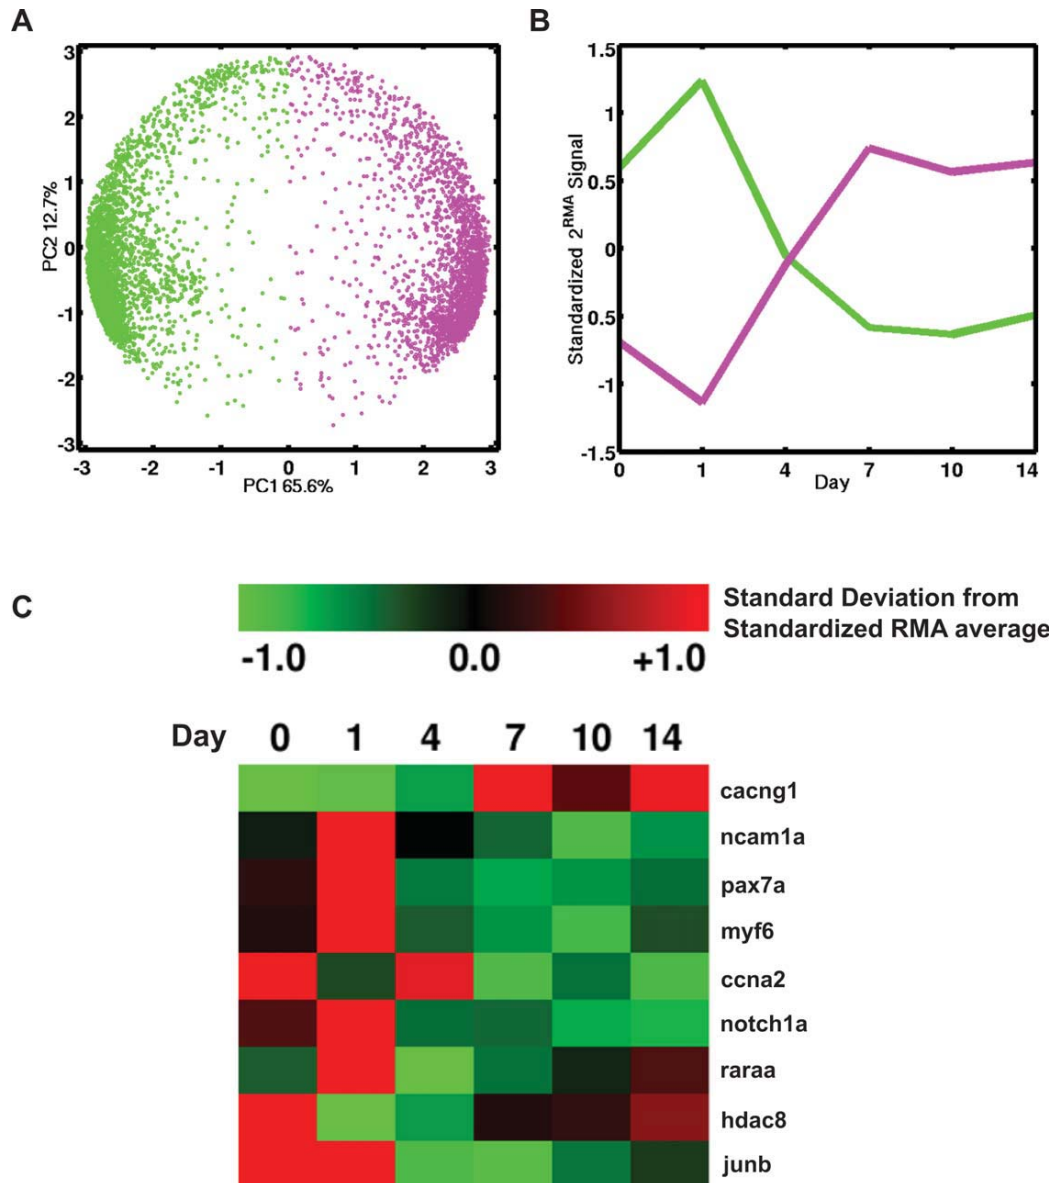 A
B
3
2
1
0
-1
-2
-3
PC2 12.7%
-3 -2 -1 0 1 2 3
PC1 65.6%
1.5
1
0.5
0
0.5
-1
-1.5
Standardized 2^RMA Signal
0 1 4 7 10 14
Day
C
-1.0 0.0 +1.0
Standard Deviation from
Standardized RMA average
Day 0 1 4 7 10 14
cacng1
ncam1a
pax7a
myf6
ccna2
notch1a
raraa
hdac8
junb